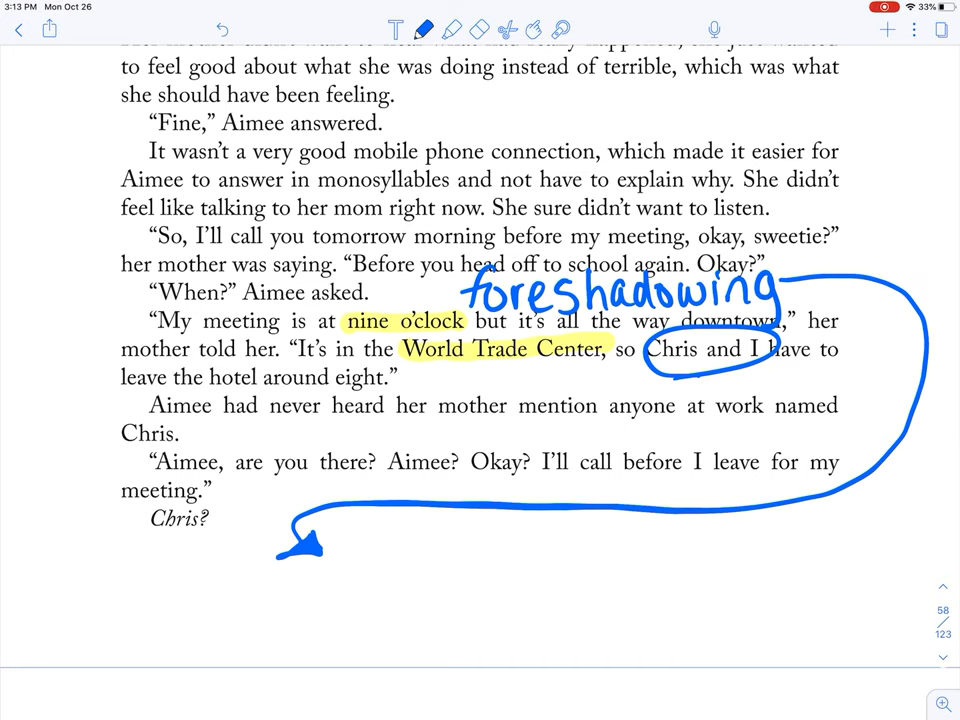 3:13 PM Mon Oct 26
33%
T
to feel good about what she was doing instead of terrible, which was what
she should have been feeling.
“Fine,” Aimee answered.
It wasn’t a very good mobile phone connection, which made it easier for
Aimee to answer in monosyllables and not have to explain why. She didn’t
feel like talking to her mom right now. She sure didn’t want to listen.
“So, I’ll call you tomorrow morning before my meeting, okay, sweetie?”
her mother was saying. “Before you head off to school again. Okay?”
foreshadowing
“When?” Aimee asked.
“My meeting is at nine o’clock but it’s all the way downtown,” her
mother told her. “It’s in the World Trade Center, so Chris and I have to
leave the hotel around eight.”
Aimee had never heard her mother mention anyone at work named
Chris.
“Aimee, are you there? Aimee? Okay? I’ll call before I leave for my
meeting.”
Chris?
58
/
123